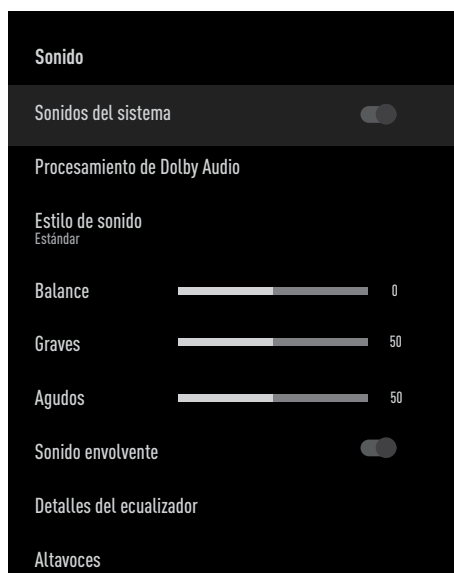 Sonido
Sonidos del sistema
Procesamiento de Dolby Audio
Estilo de sonido
Estándar
Balance 0
Graves 50
Agudos 50
Sonido envolvente
Detalles del ecualizador
Altavoces